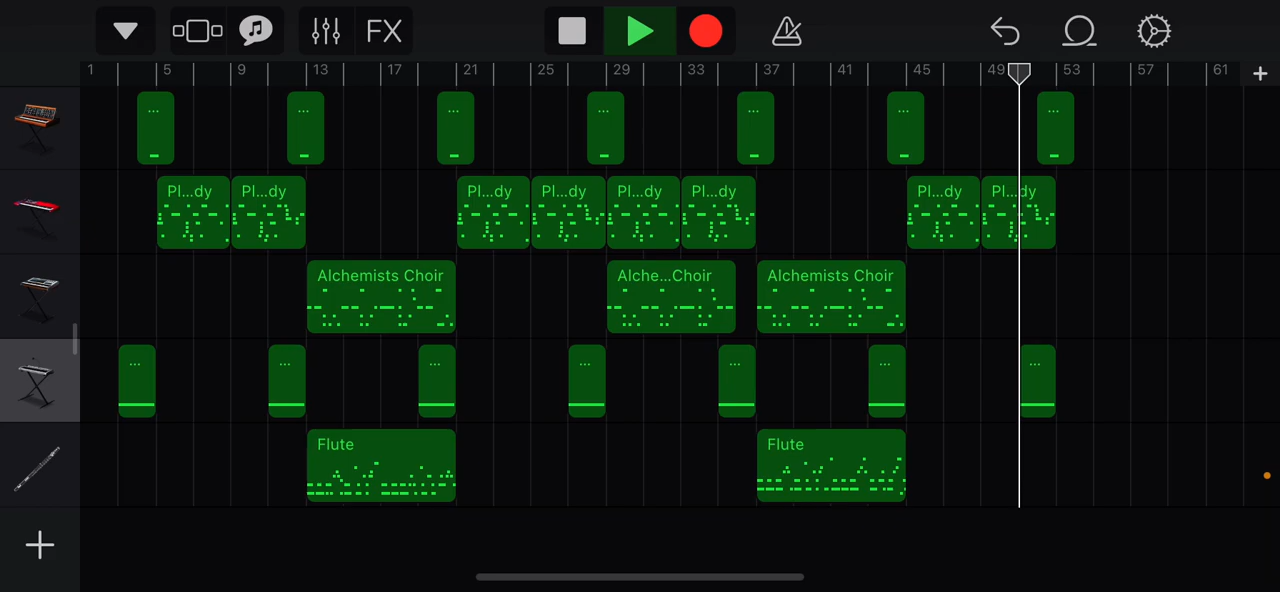 FX
1 5 9 13 17 21 25 29 33 37 41 45 49 53 57 61
... ... ... ... ... ... ...
Pl...dy Pl...dy Pl...dy Pl...dy Pl...dy Pl...dy Pl...dy Pl...dy
Alchemists Choir Alche...Choir Alchemists Choir
... ... ... ... ... ... ...
Flute Flute